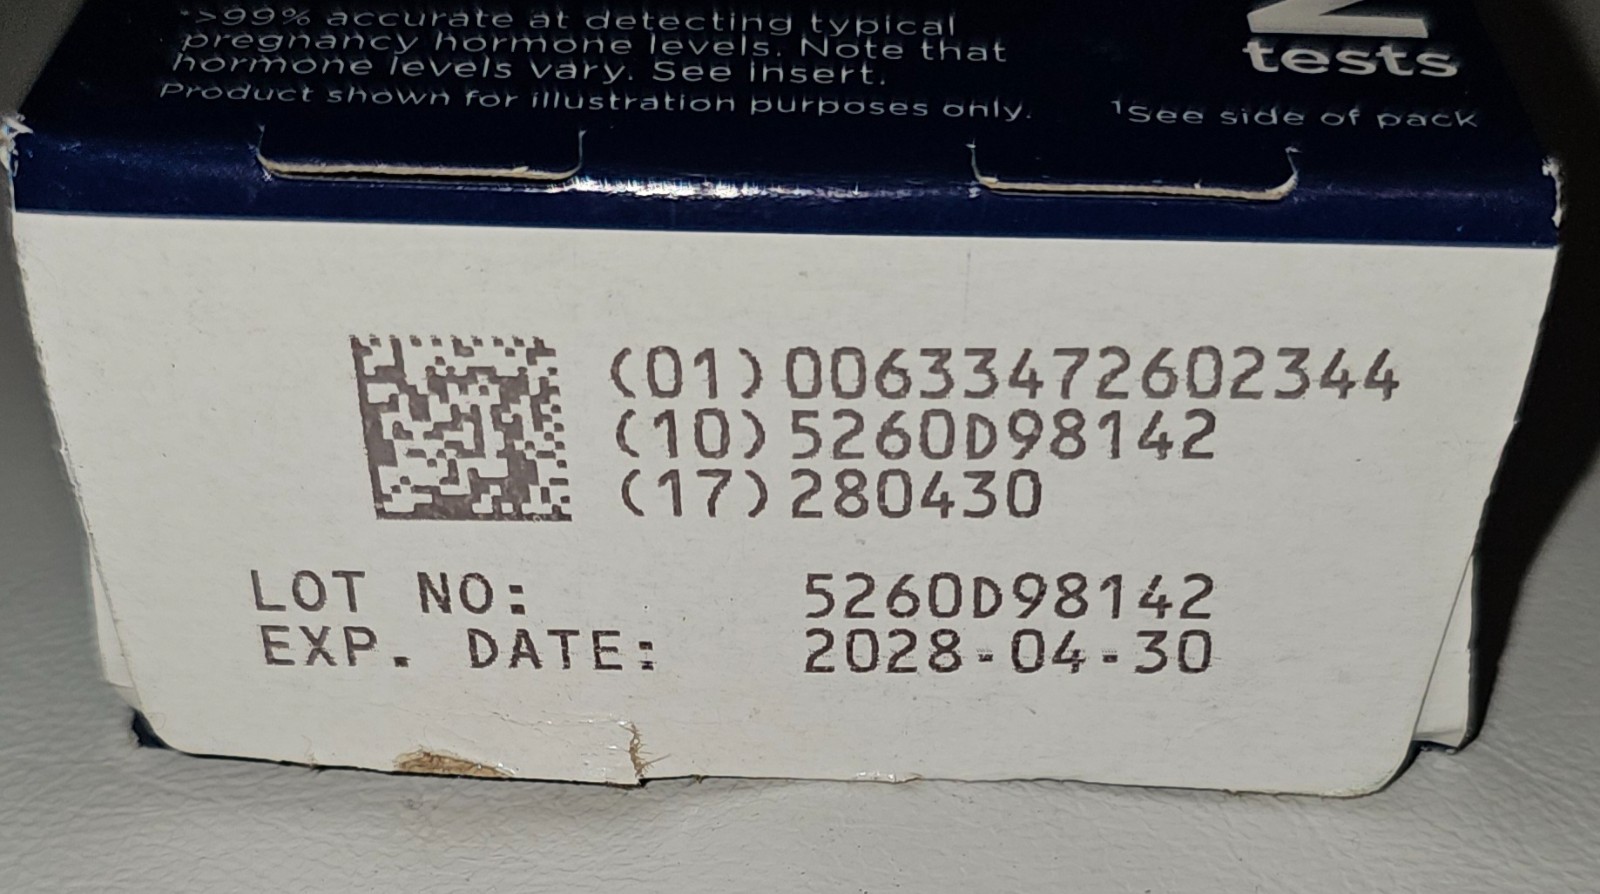 *>99% accurate at detecting typical
pregnancy hormone levels. Note that
hormone levels vary. See insert.
Product shown for illustration purposes only.
2
tests
¹See side of pack
(01)00633472602344
(10)5260D98142
(17)280430
LOT NO: 5260D98142
EXP. DATE: 2028-04-30